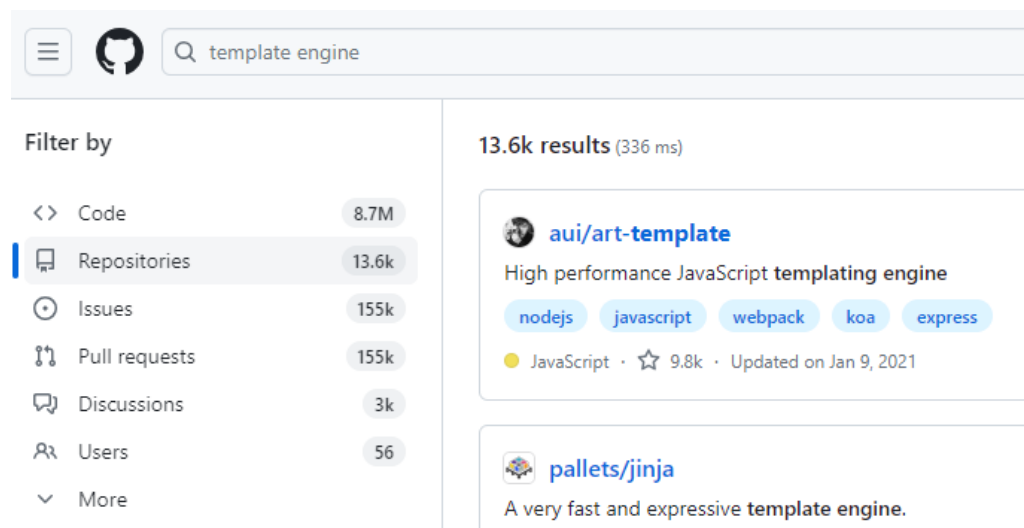 template engine
Filter by
Code 8.7M
Repositories 13.6k
Issues 155k
Pull requests 155k
Discussions 3k
Users 56
More
13.6k results (336 ms)
aui/art-template
High performance JavaScript templating engine
nodejs javascript webpack koa express
JavaScript · 9.8k · Updated on Jan 9, 2021
pallets/jinja
A very fast and expressive template engine.